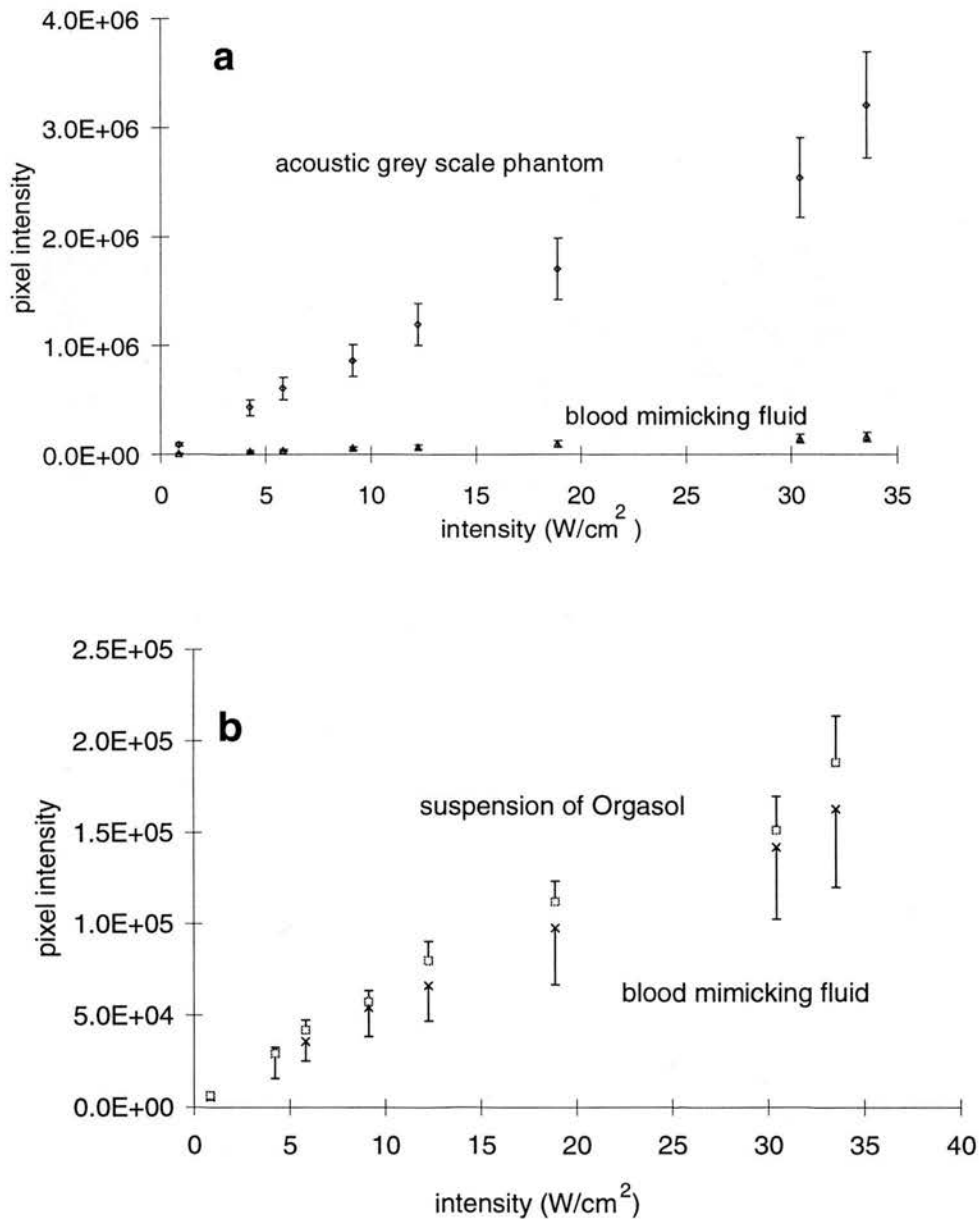 4.0E+06
a
3.0E+06
acoustic grey scale phantom
2.0E+06
pixel intensity
1.0E+06
blood mimicking fluid
0.0E+00
0 5 10 15 20 25 30 35
intensity (W/cm²)
2.5E+05
b
2.0E+05
suspension of Orgasol
1.5E+05
pixel intensity
1.0E+05
blood mimicking fluid
5.0E+04
0.0E+00
0 5 10 15 20 25 30 35 40
intensity (W/cm²)